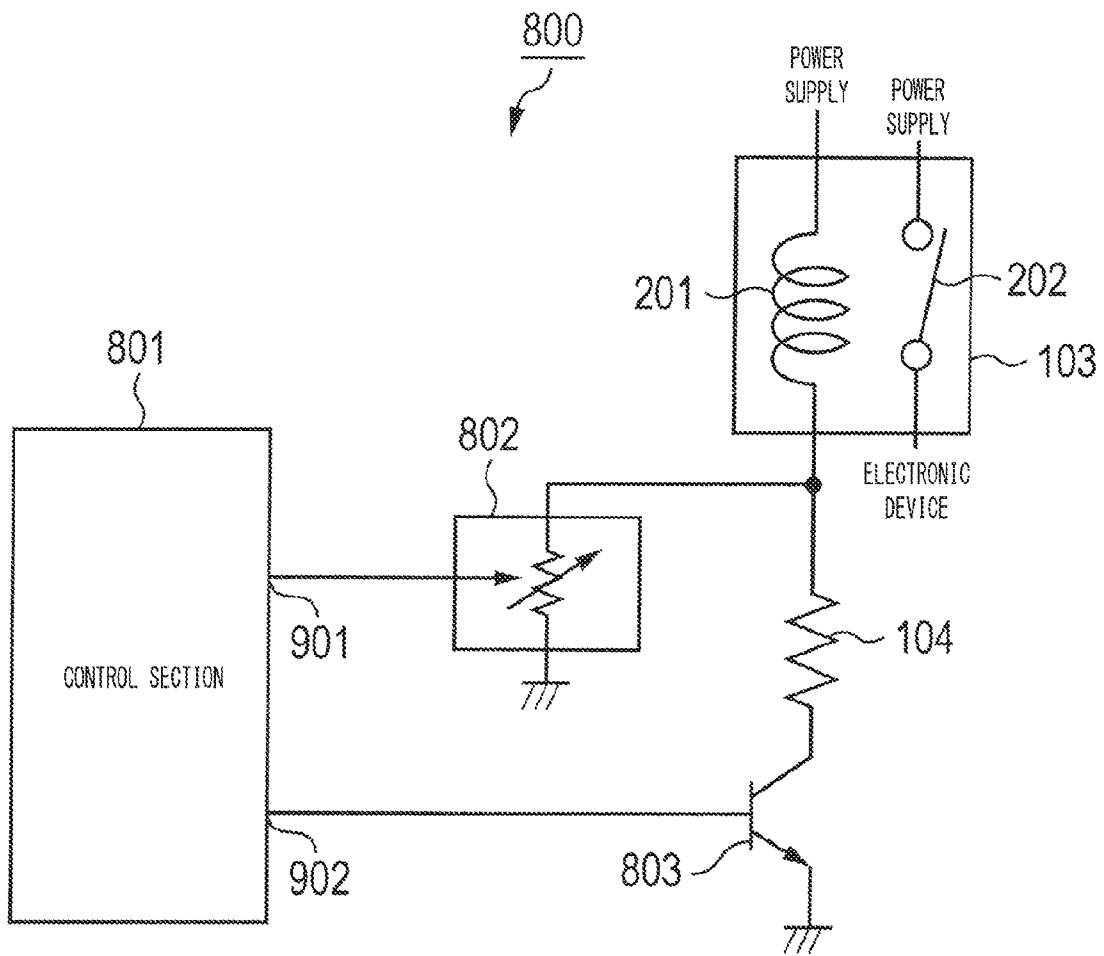 800
POWER
SUPPLY
POWER
SUPPLY
201
202
103
801
802
ELECTRONIC
DEVICE
901
104
CONTROL SECTION
902
803